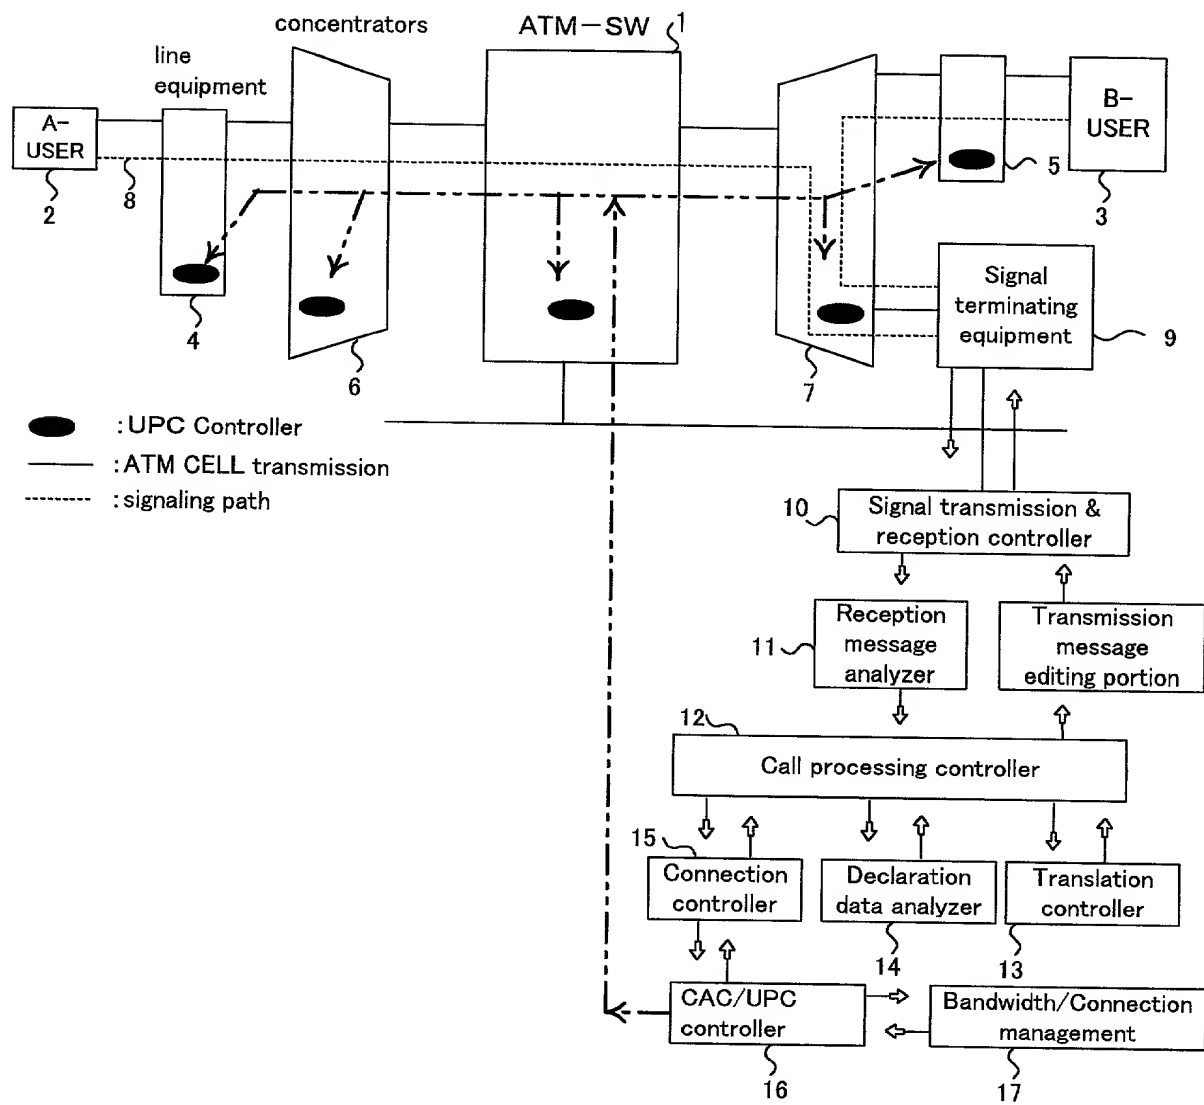 concentrators
ATM-SW
1
line
equipment
A-
USER
B-
USER
2
8
5
3
4
6
7
Signal
terminating
equipment
9
:UPC Controller
:ATM CELL transmission
:signaling path
10
Signal transmission &
reception controller
11
Reception
message
analyzer
Transmission
message
editing portion
12
Call processing controller
15
Connection
controller
Declaration
data analyzer
Translation
controller
14
13
CAC/UPC
controller
Bandwidth/Connection
management
16
17